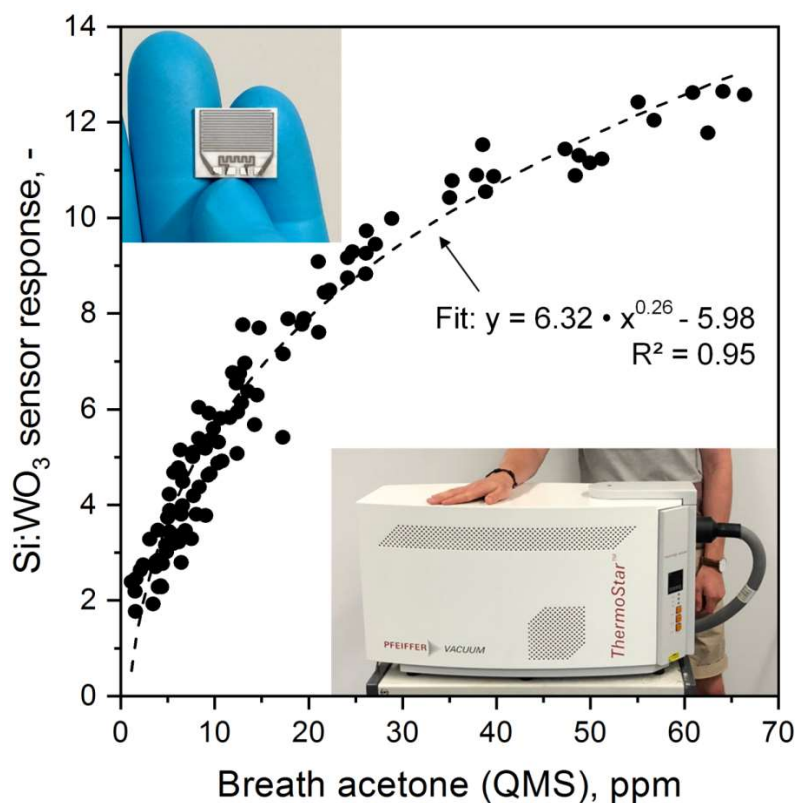 14
12
10
8
6
4
2
0
Si:WO₃ sensor response, -
Fit: y = 6.32 • x^0.26 - 5.98
R² = 0.95
PFEIFFER VACUUM
ThermoStar™
0 10 20 30 40 50 60 70
Breath acetone (QMS), ppm